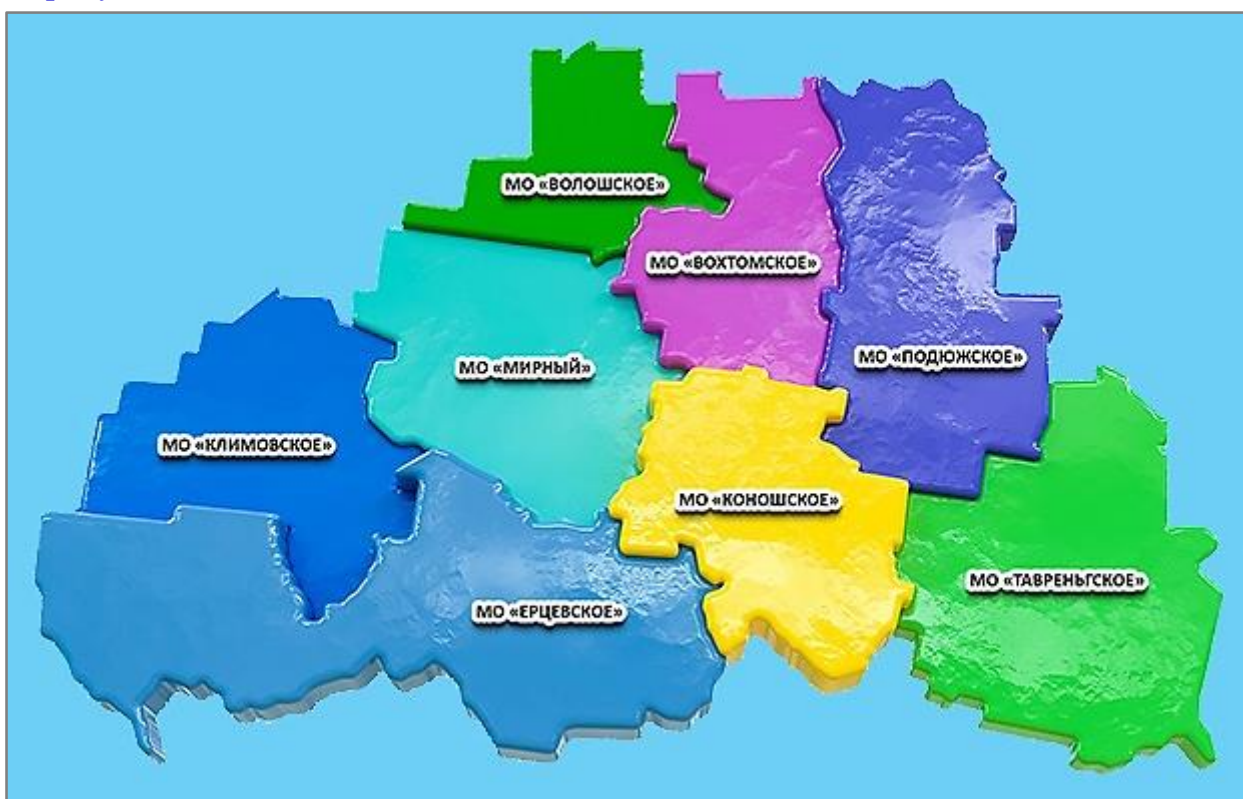 МО «ВОЛОШСКОЕ»
МО «ВОХТОМСКОЕ»
МО «ПОДЮЖСКОЕ»
МО «МИРНЫЙ»
МО «КЛИМОВСКОЕ»
МО «КОНОШСКОЕ»
МО «ТАВРЕНЬГСКОЕ»
МО «ЕРЦЕВСКОЕ»